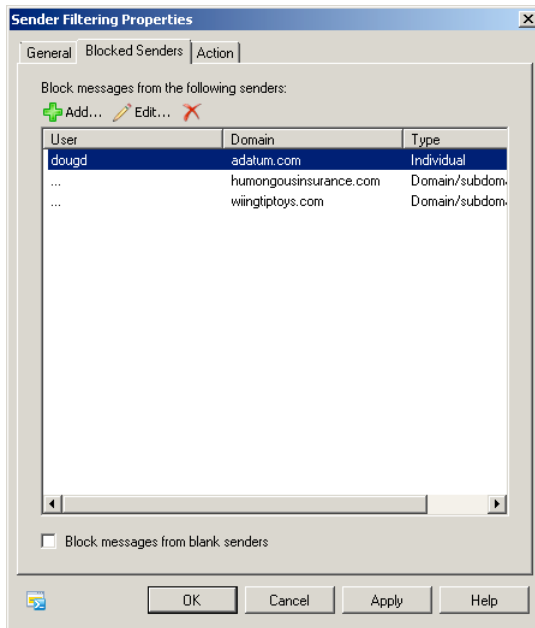 Sender Filtering Properties
General Blocked Senders Action
Block messages from the following senders:
Add... Edit...
User Domain Type
dougd adatum.com Individual
... humongousinsurance.com Domain/subdom
... wiingtiptoys.com Domain/subdom
Block messages from blank senders
OK Cancel Apply Help